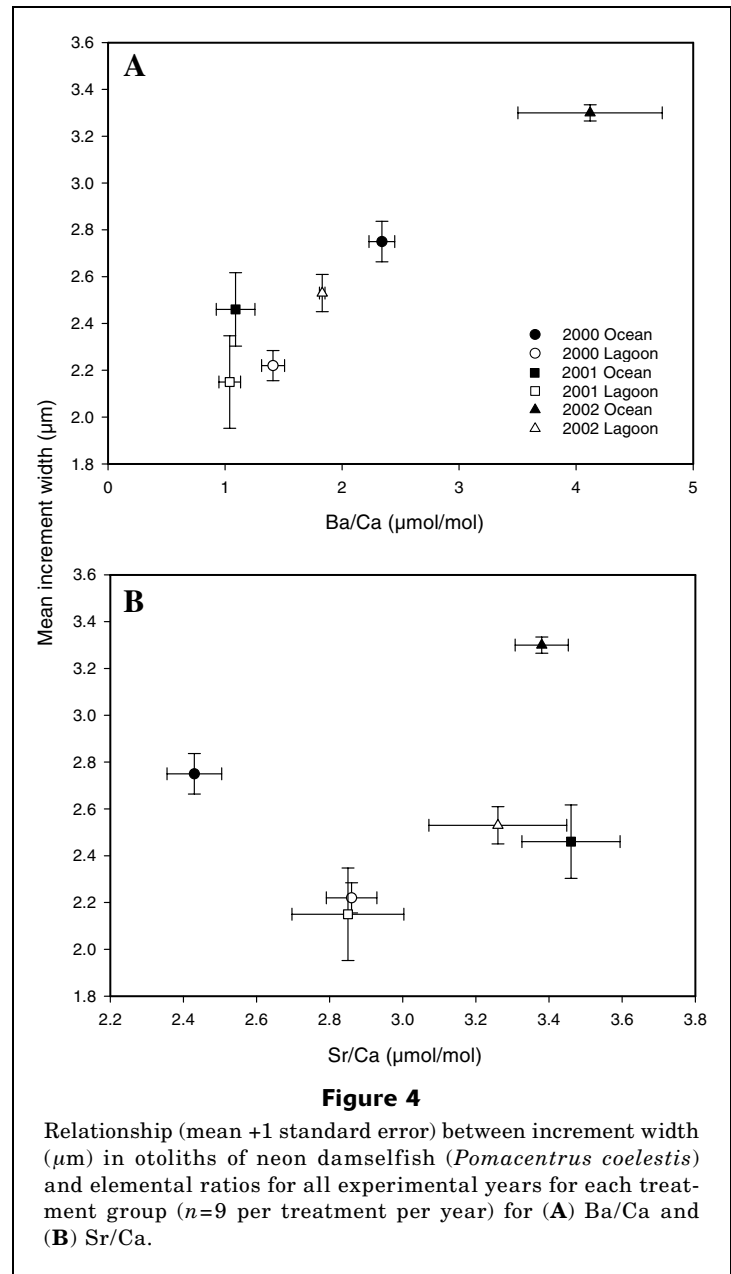 A
3.6
3.4
3.2
3.0
2.8
2.6
2.4
2.2
2.0
1.8
0 1 2 3 4 5
Ba/Ca (µmol/mol)
2000 Ocean
2000 Lagoon
2001 Ocean
2001 Lagoon
2002 Ocean
2002 Lagoon
Mean increment width (µm)
B
3.6
3.4
3.2
3.0
2.8
2.6
2.4
2.2
2.0
1.8
2.2 2.4 2.6 2.8 3.0 3.2 3.4 3.6 3.8
Sr/Ca (µmol/mol)
Figure 4
Relationship (mean +1 standard error) between increment width
(µm) in otoliths of neon damselfish (Pomacentrus coelestis)
and elemental ratios for all experimental years for each treat-
ment group (n=9 per treatment per year) for (A) Ba/Ca and
(B) Sr/Ca.